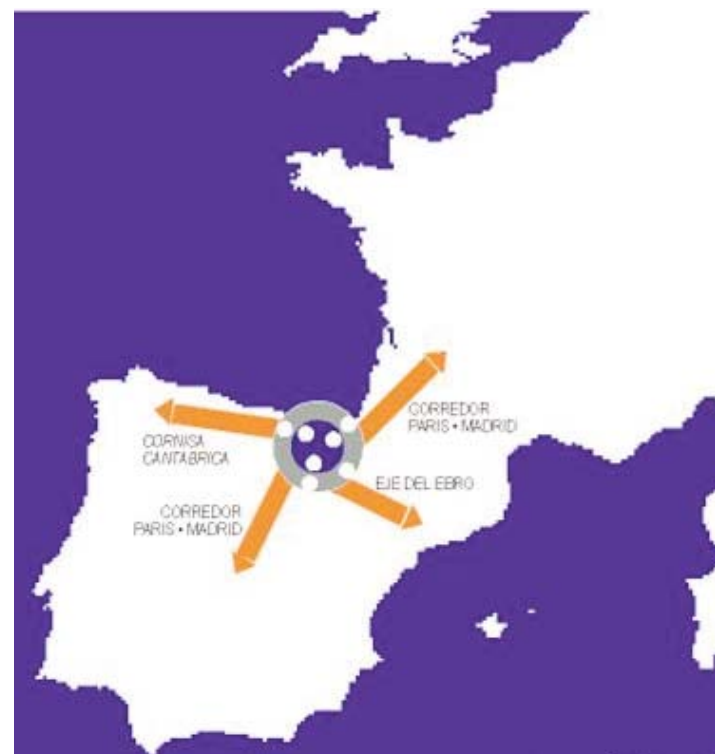 CORREDOR
PARIS • MADRID
CORNISA
CANTABRICA
EJE DEL EBRO
CORREDOR
PARIS • MADRID